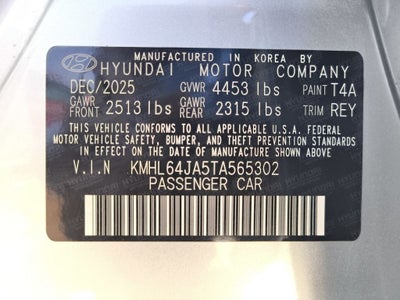 MANUFACTURED IN KOREA BY
HYUNDAI MOTOR COMPANY
DEC/2025 GVWR 4453 lbs PAINT T4A
GAWR FRONT 2513 lbs GAWR REAR 2315 lbs TRIM REY
THIS VEHICLE CONFORMS TO ALL APPLICABLE U.S.A. FEDERAL
MOTOR VEHICLE SAFETY, BUMPER, AND THEFT PREVENTION STANDARDS
IN EFFECT ON THE DATE OF MANUFACTURE SHOWN ABOVE.
V.I.N KMHL64JA5TA565302
PASSENGER CAR